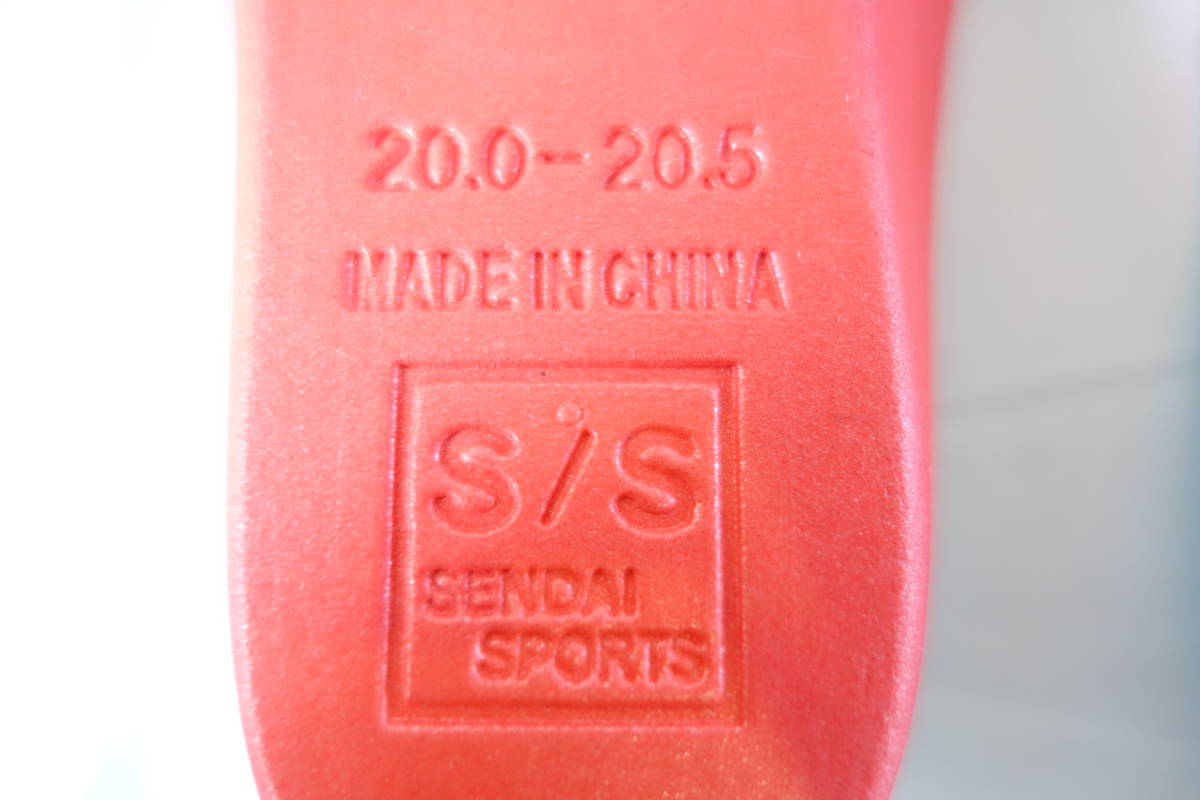 20.0-20.5
MADE IN CHINA
S/S
SENDAI
SPORTS